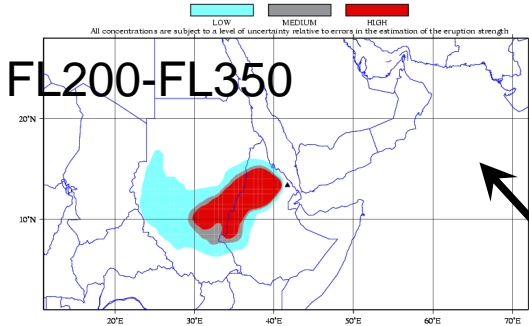 LOW MEDIUM HIGH
All concentrations are subject to a level of uncertainty relative to errors in the estimation of the eruption strength
FL200-FL350
20°N
10°N
20°E 30°E 40°E 50°E 60°E 70°E